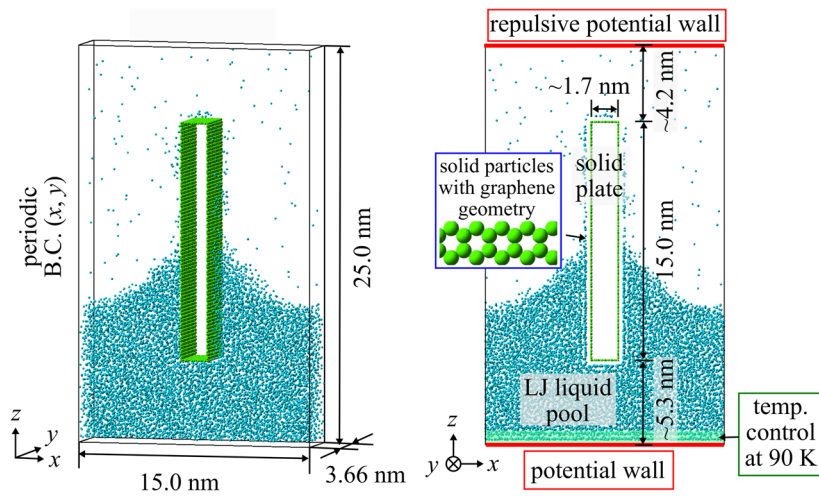 periodic
B.C. (x, y)
25.0 nm
z
y
x
15.0 nm
3.66 nm
repulsive potential wall
~1.7 nm
~4.2 nm
solid particles
with graphene
geometry
solid
plate
15.0 nm
LJ liquid
pool
~5.3 nm
temp.
control
at 90 K
z
y
x
potential wall